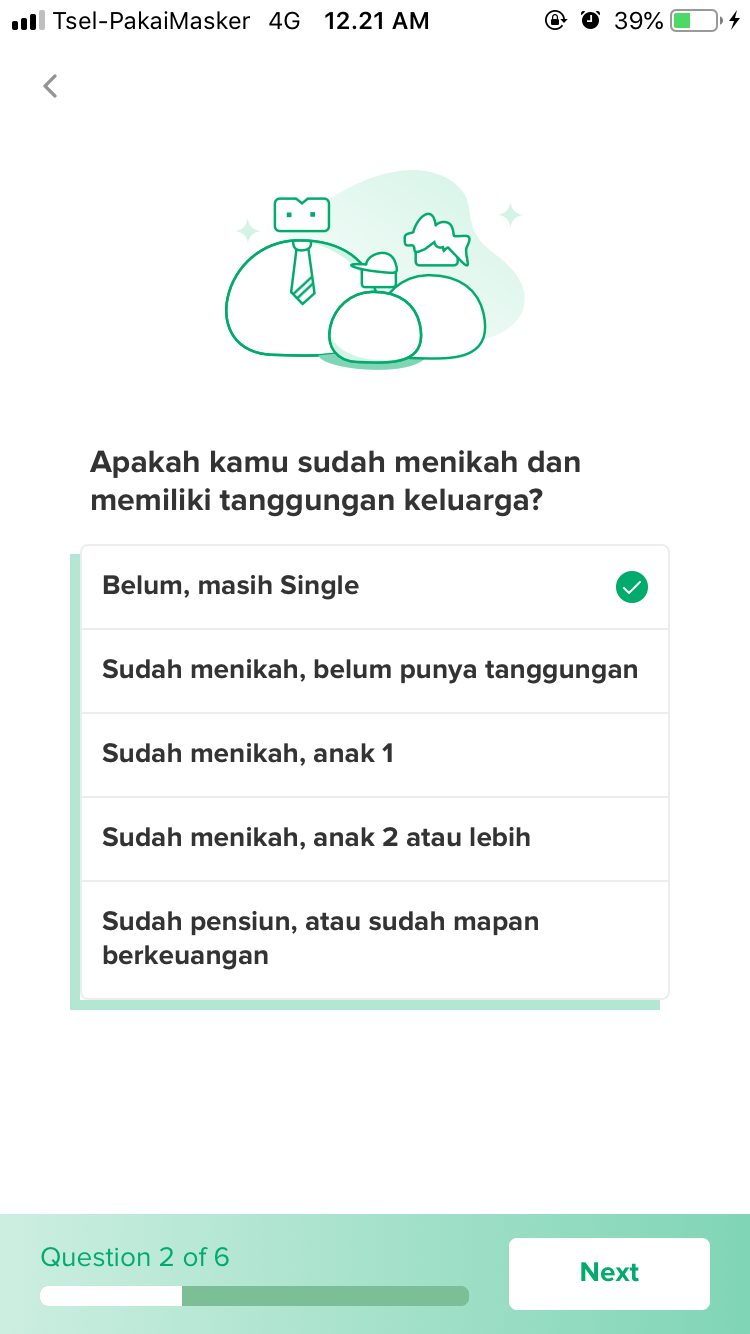 Tsel-PakaiMasker 4G 12.21 AM 39%
Apakah kamu sudah menikah dan
memiliki tanggungan keluarga?
Belum, masih Single
Sudah menikah, belum punya tanggungan
Sudah menikah, anak 1
Sudah menikah, anak 2 atau lebih
Sudah pensiun, atau sudah mapan
berkeuangan
Question 2 of 6
Next